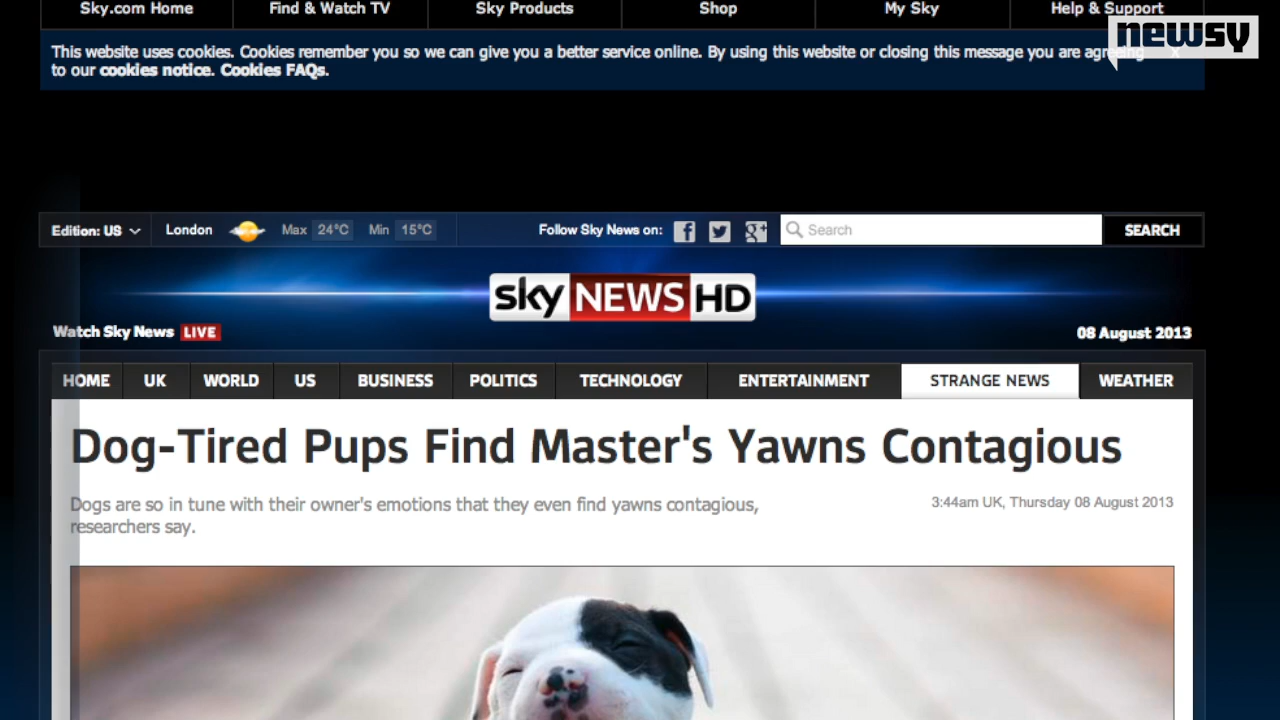 Sky.com Home Find & Watch TV Sky Products Shop My Sky Help & Support
newsy
This website uses cookies. Cookies remember you so we can give you a better service online. By using this website or closing this message you are agreeing x
to our cookies notice. Cookies FAQs.
Edition: US London Max 24°C Min 15°C Follow Sky News on: f g+ Search SEARCH
sky NEWS HD
Watch Sky News LIVE 08 August 2013
HOME UK WORLD US BUSINESS POLITICS TECHNOLOGY ENTERTAINMENT STRANGE NEWS WEATHER
Dog-Tired Pups Find Master's Yawns Contagious
Dogs are so in tune with their owner's emotions that they even find yawns contagious, 3:44am UK, Thursday 08 August 2013
researchers say.